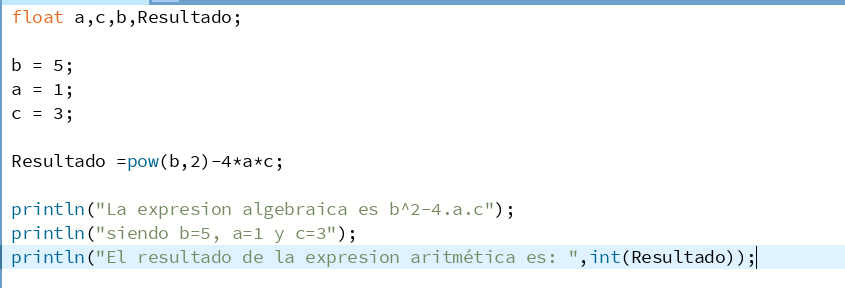 float a,c,b,Resultado;
b = 5;
a = 1;
c = 3;
Resultado =pow(b,2)-4*a*c;
println("La expresion algebraica es b^2-4.a.c");
println("siendo b=5, a=1 y c=3");
println("El resultado de la expresion aritmética es: ",int(Resultado));